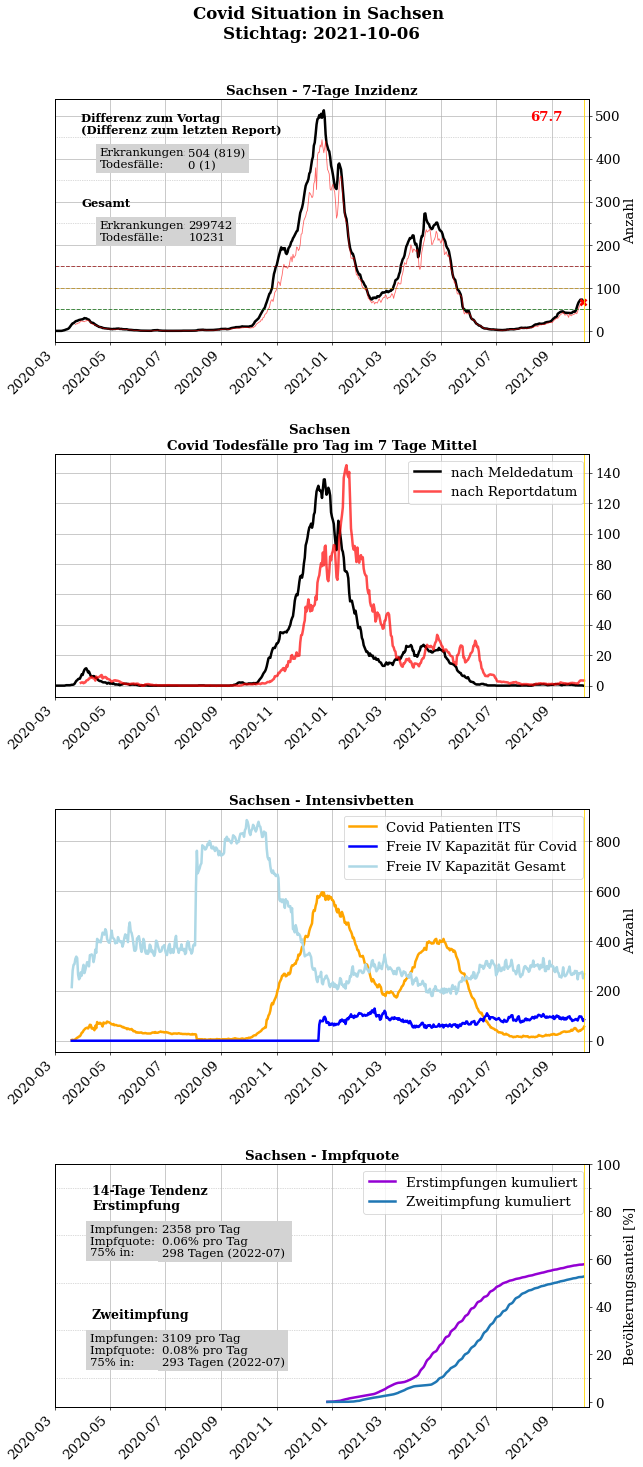 Covid Situation in Sachsen
Stichtag: 2021-10-06
Sachsen - 7-Tage Inzidenz
Differenz zum Vortag
(Differenz zum letzten Report)
Erkrankungen 504 (819)
Todesfälle: 0 (1)
Gesamt
Erkrankungen 299742
Todesfälle: 10231
67.7
500
400
300
200
100
0
Anzahl
2020-03 2020-05 2020-07 2020-09 2020-11 2021-01 2021-03 2021-05 2021-07 2021-09
Sachsen
Covid Todesfälle pro Tag im 7 Tage Mittel
nach Meldedatum
nach Reportdatum
140
120
100
80
60
40
20
0
2020-03 2020-05 2020-07 2020-09 2020-11 2021-01 2021-03 2021-05 2021-07 2021-09
Sachsen - Intensivbetten
Covid Patienten ITS
Freie IV Kapazität für Covid
Freie IV Kapazität Gesamt
800
600
400
200
0
Anzahl
2020-03 2020-05 2020-07 2020-09 2020-11 2021-01 2021-03 2021-05 2021-07 2021-09
Sachsen - Impfquote
14-Tage Tendenz
Erstimpfung
Impfungen: 2358 pro Tag
Impfquote: 0.06% pro Tag
75% in: 298 Tagen (2022-07)
Zweitimpfung
Impfungen: 3109 pro Tag
Impfquote: 0.08% pro Tag
75% in: 293 Tagen (2022-07)
Erstimpfungen kumuliert
Zweitimpfung kumuliert
100
80
60
40
20
0
Bevölkerungsanteil [%]
2020-03 2020-05 2020-07 2020-09 2020-11 2021-01 2021-03 2021-05 2021-07 2021-09